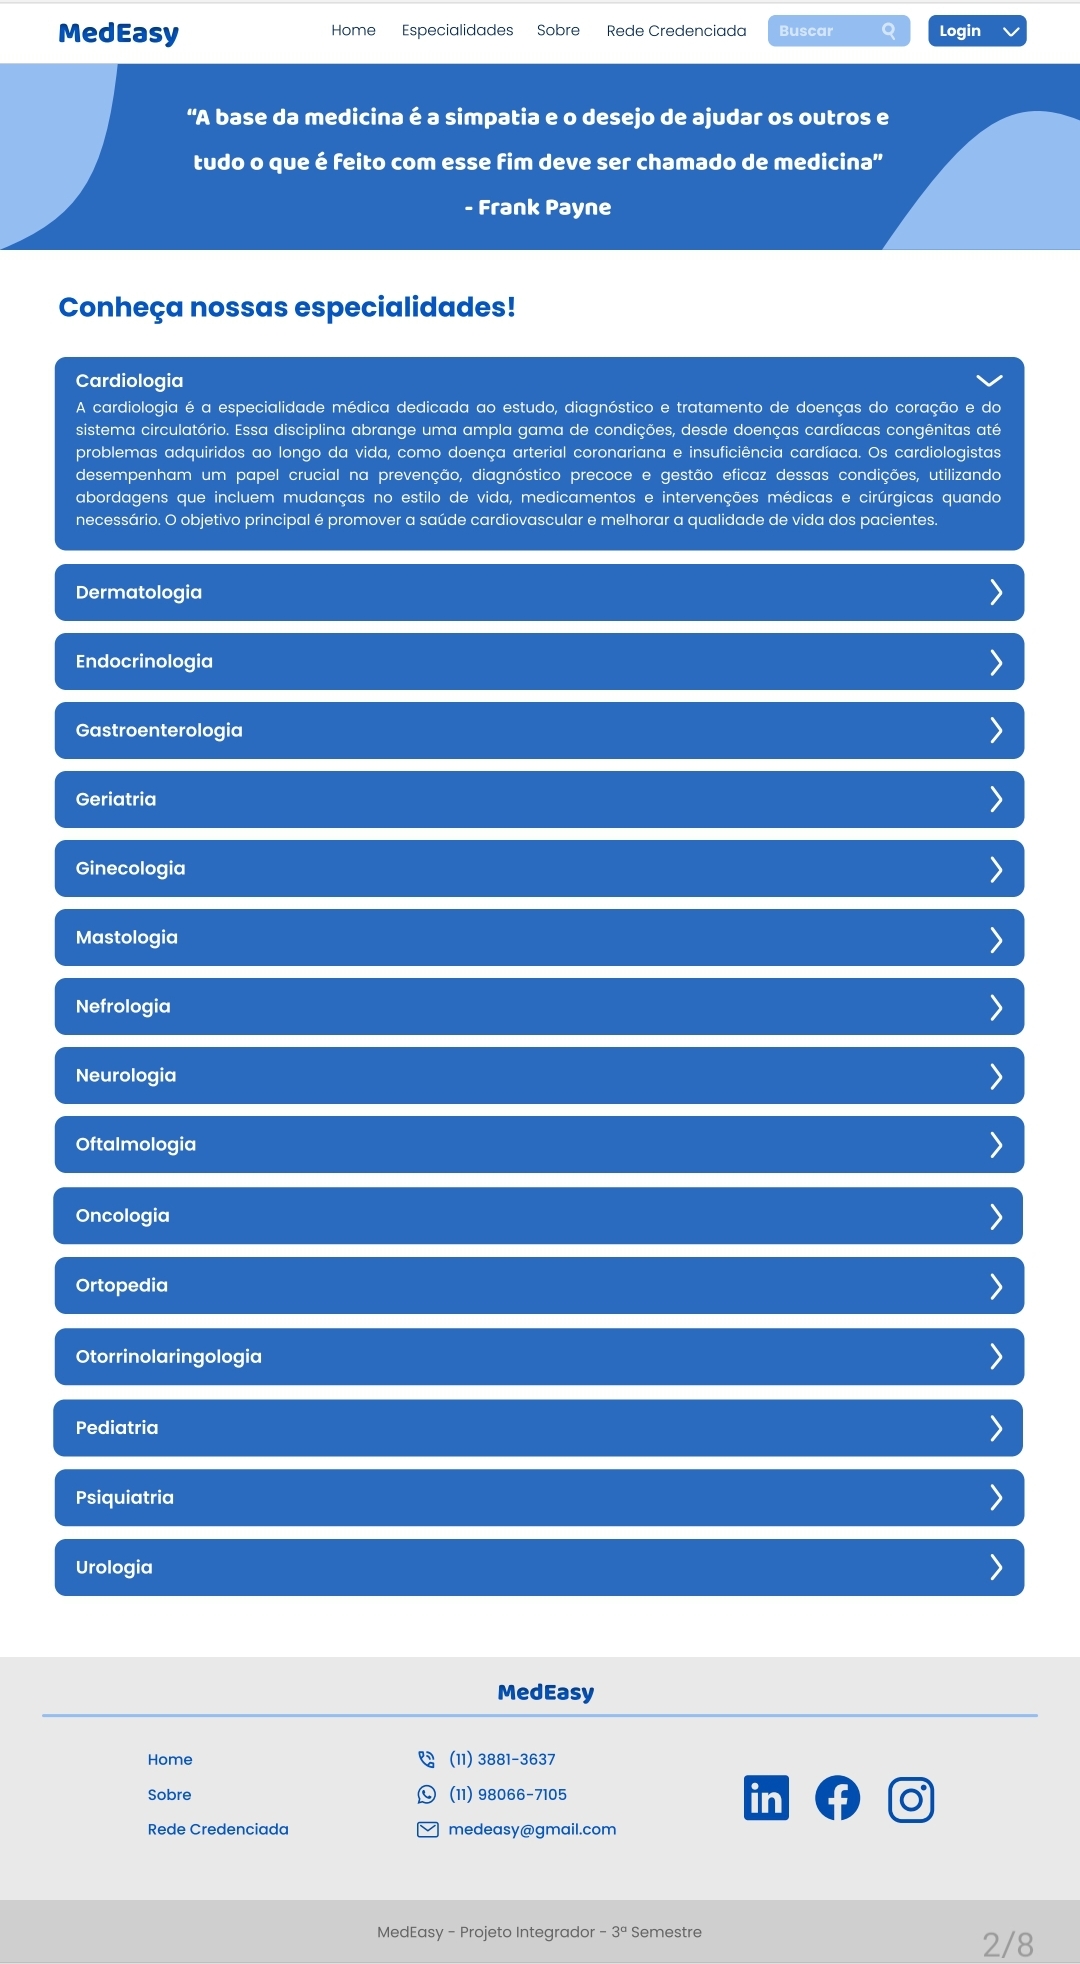 MedEasy
Home
Especialidades
Sobre
Rede Credenciada
Buscar
Login
“A base da medicina é a simpatia e o desejo de ajudar os outros e
tudo o que é feito com esse fim deve ser chamado de medicina”
- Frank Payne
Conheça nossas especialidades!
Cardiologia
A cardiologia é a especialidade médica dedicada ao estudo, diagnóstico e tratamento de doenças do coração e do
sistema circulatório. Essa disciplina abrange uma ampla gama de condições, desde doenças cardíacas congênitas até
problemas adquiridos ao longo da vida, como doença arterial coronariana e insuficiência cardíaca. Os cardiologistas
desempenham um papel crucial na prevenção, diagnóstico precoce e gestão eficaz dessas condições, utilizando
abordagens que incluem mudanças no estilo de vida, medicamentos e intervenções médicas e cirúrgicas quando
necessário. O objetivo principal é promover a saúde cardiovascular e melhorar a qualidade de vida dos pacientes.
Dermatologia
Endocrinologia
Gastroenterologia
Geriatria
Ginecologia
Mastologia
Nefrologia
Neurologia
Oftalmologia
Oncologia
Ortopedia
Otorrinolaringologia
Pediatria
Psiquiatria
Urologia
MedEasy
Home
Sobre
Rede Credenciada
(11) 3881-3637
(11) 98066-7105
medeasy@gmail.com
in
MedEasy - Projeto Integrador - 3ª Semestre
2/8